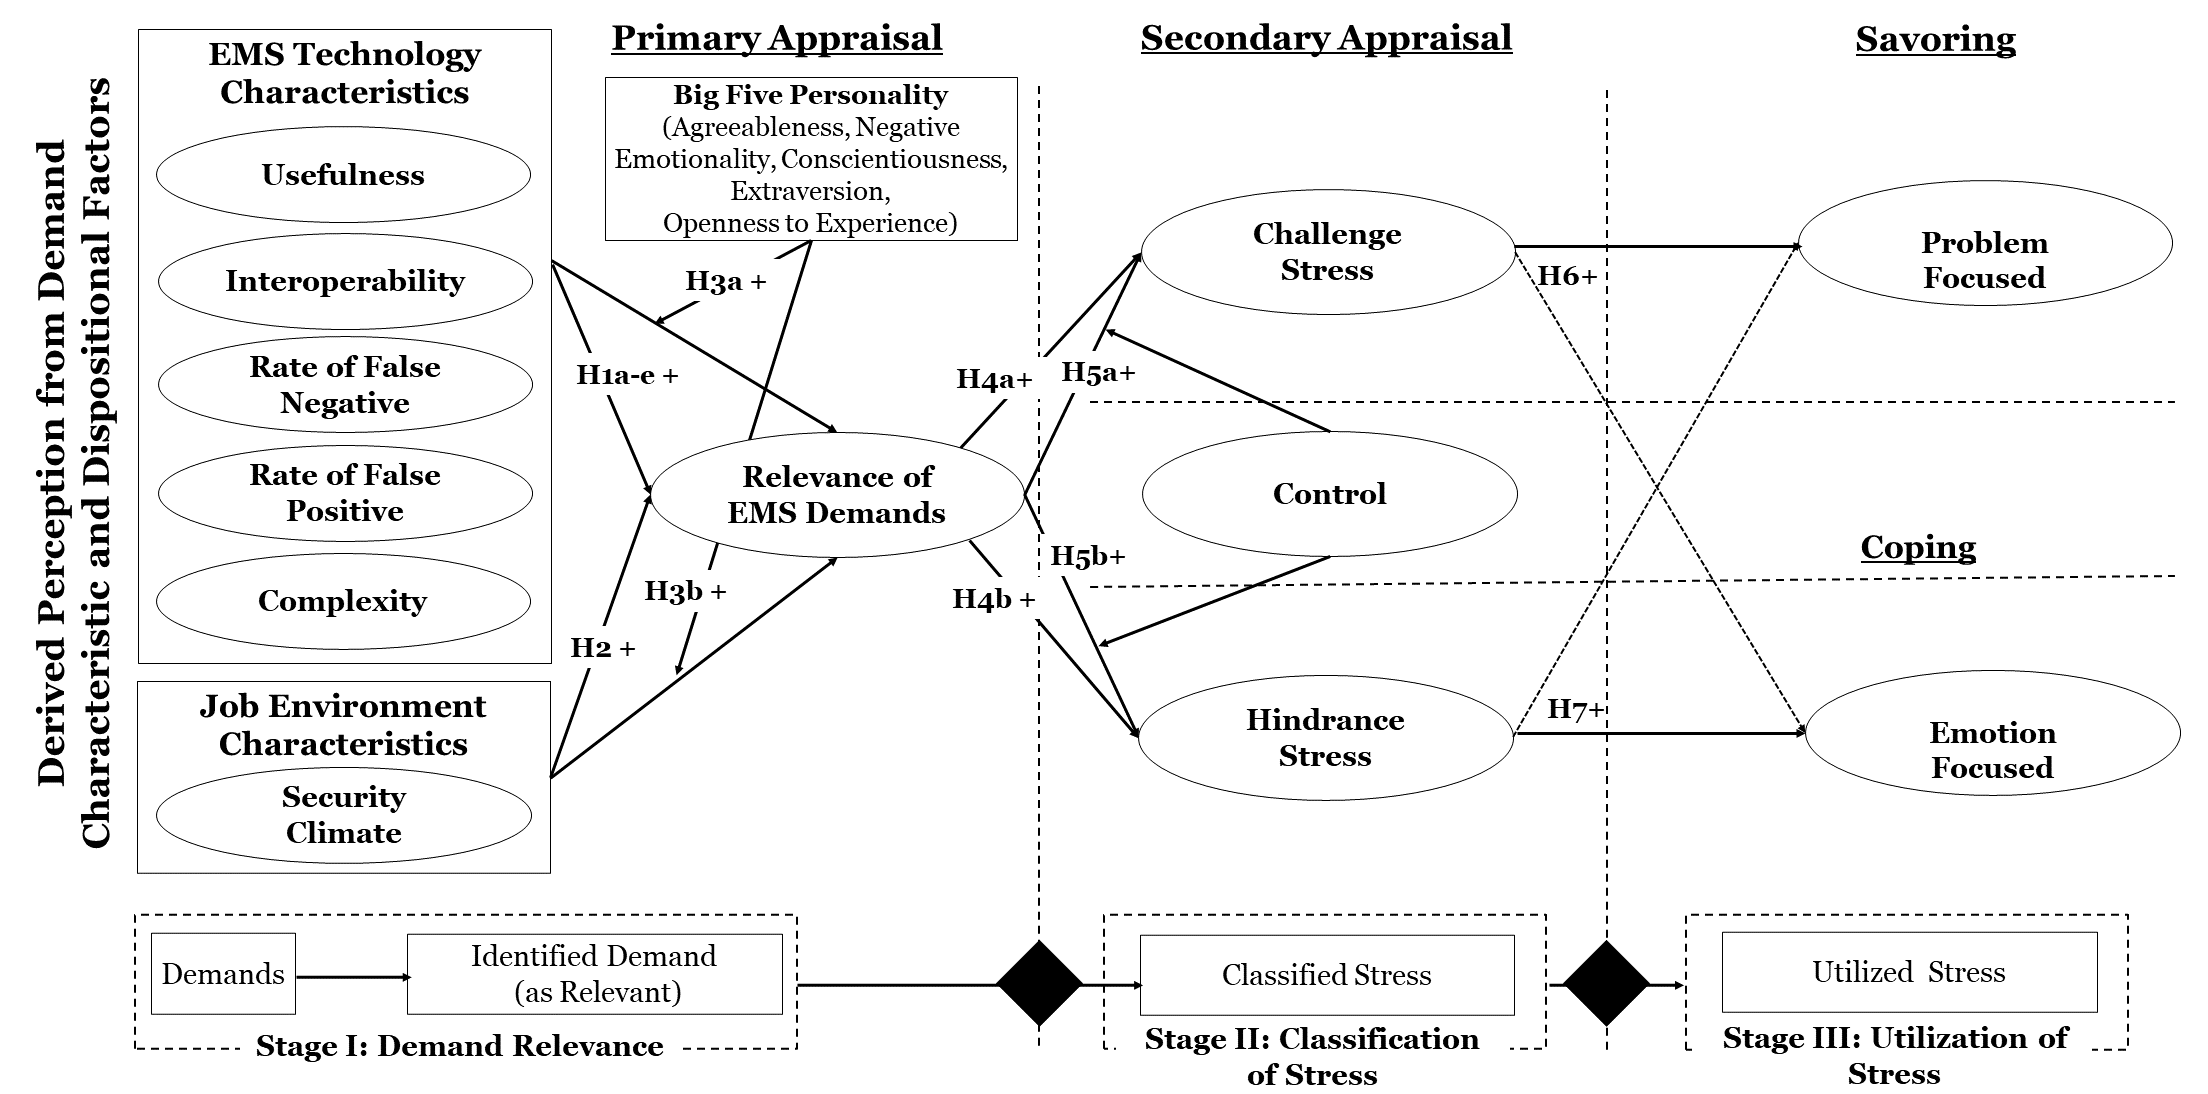 Derived Perception from Demand
Characteristic and Dispositional Factors
EMS Technology
Characteristics
Usefulness
Interoperability
Rate of False
Negative
Rate of False
Positive
Complexity
Job Environment
Characteristics
Security
Climate
Primary Appraisal
Big Five Personality
(Agreeableness, Negative
Emotionality, Conscientiousness,
Extraversion,
Openness to Experience)
H3a +
H1a-e +
Relevance of
EMS Demands
H3b +
H2 +
H4a+
H5a+
H5b+
H4b +
Secondary Appraisal
Challenge
Stress
Control
Hindrance
Stress
H6+
H7+
Savoring
Problem
Focused
Coping
Emotion
Focused
Demands
Identified Demand
(as Relevant)
Stage I: Demand Relevance
Classified Stress
Stage II: Classification
of Stress
Utilized Stress
Stage III: Utilization of
Stress